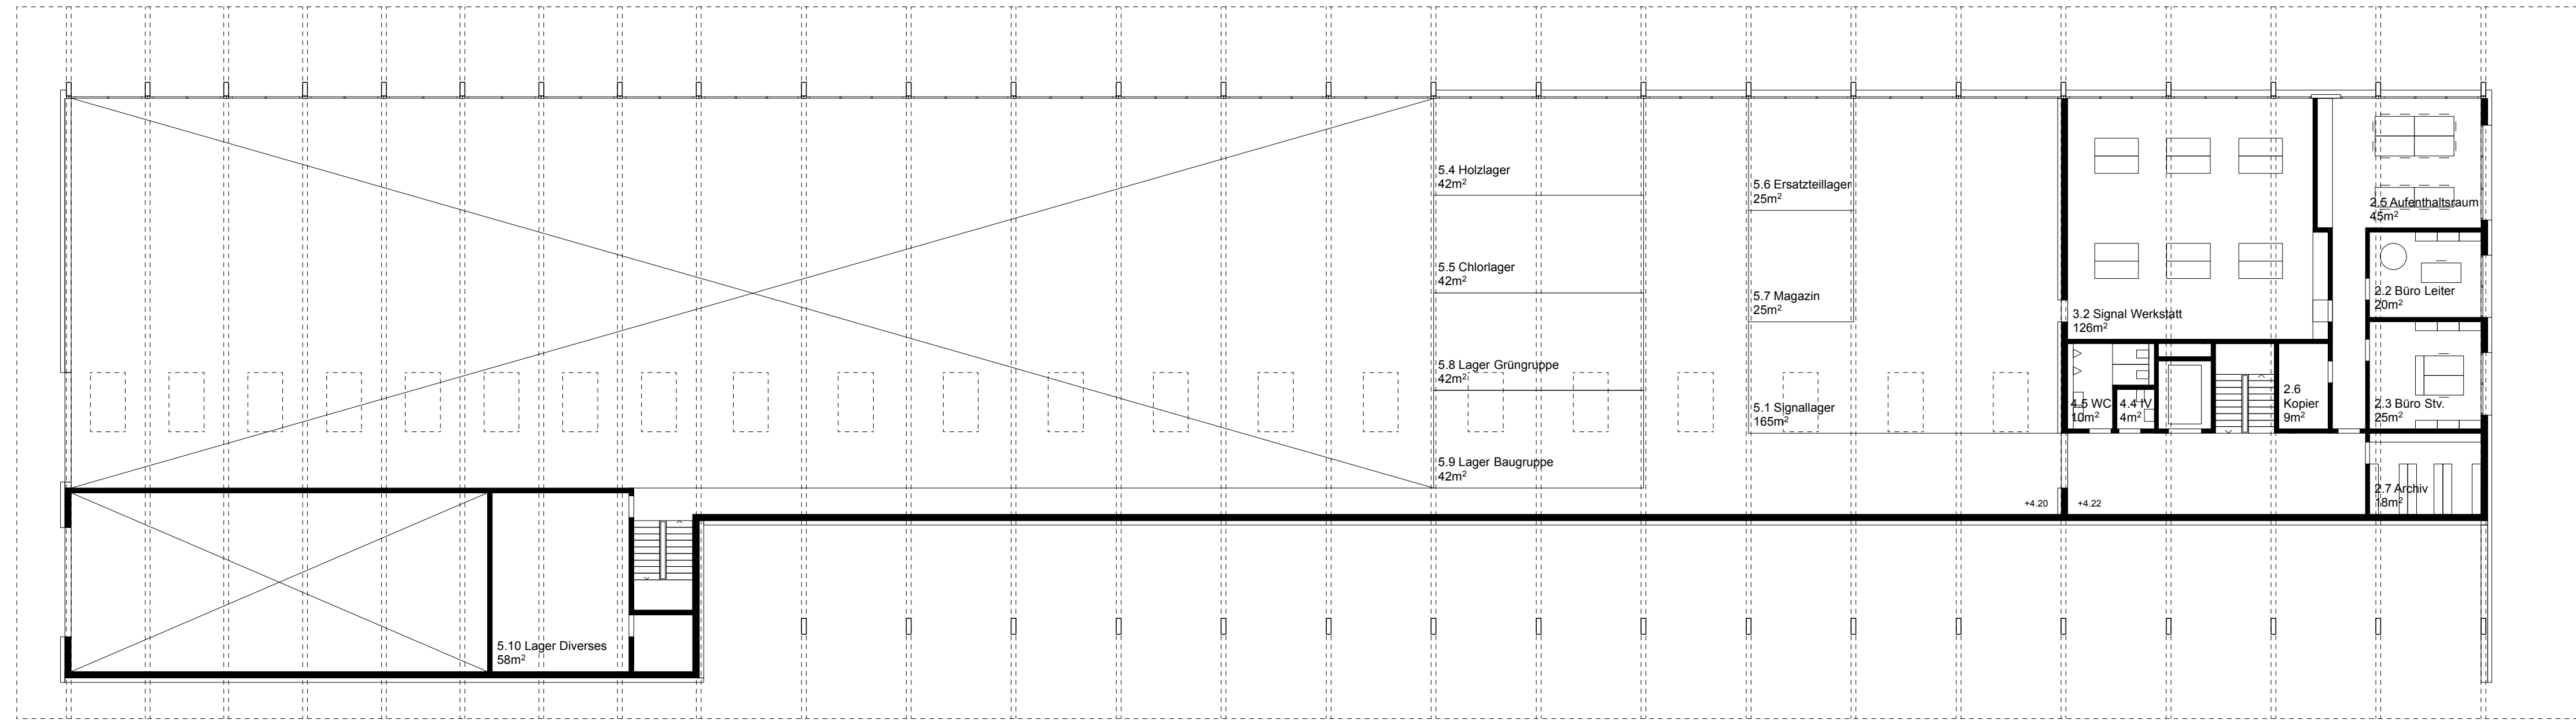 5.4 Holzlager
42m²
5.5 Chlorlager
42m²
5.8 Lager Grüngruppe
42m²
5.9 Lager Baugruppe
42m²
5.6 Ersatzteillager
25m²
5.7 Magazin
25m²
5.1 Signallager
165m²
3.2 Signal Werkstatt
126m²
2.5 Aufenthaltsraum
45m²
2.2 Büro Leiter
20m²
4.5 WC
10m²
4.4 IV
4m²
2.6
Kopier
9m²
2.3 Büro Stv.
25m²
2.7 Archiv
18m²
+4.20
+4.22
5.10 Lager Diverses
58m²